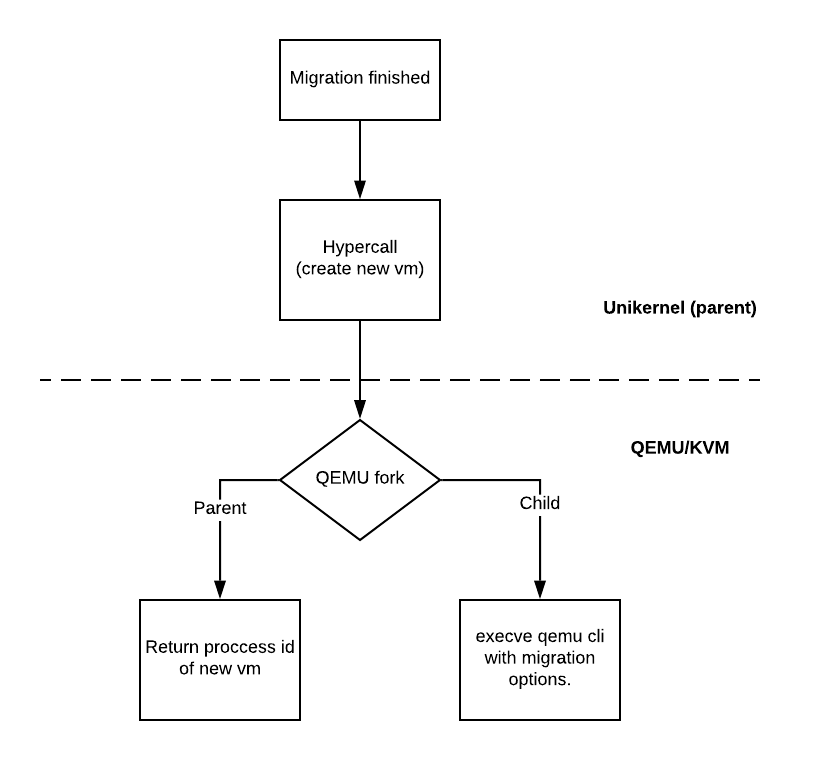 Migration finished
Hypercall
(create new vm)
Unikernel (parent)
QEMU/KVM
QEMU fork
Parent
Child
Return proccess id
of new vm
execve qemu cli
with migration
options.